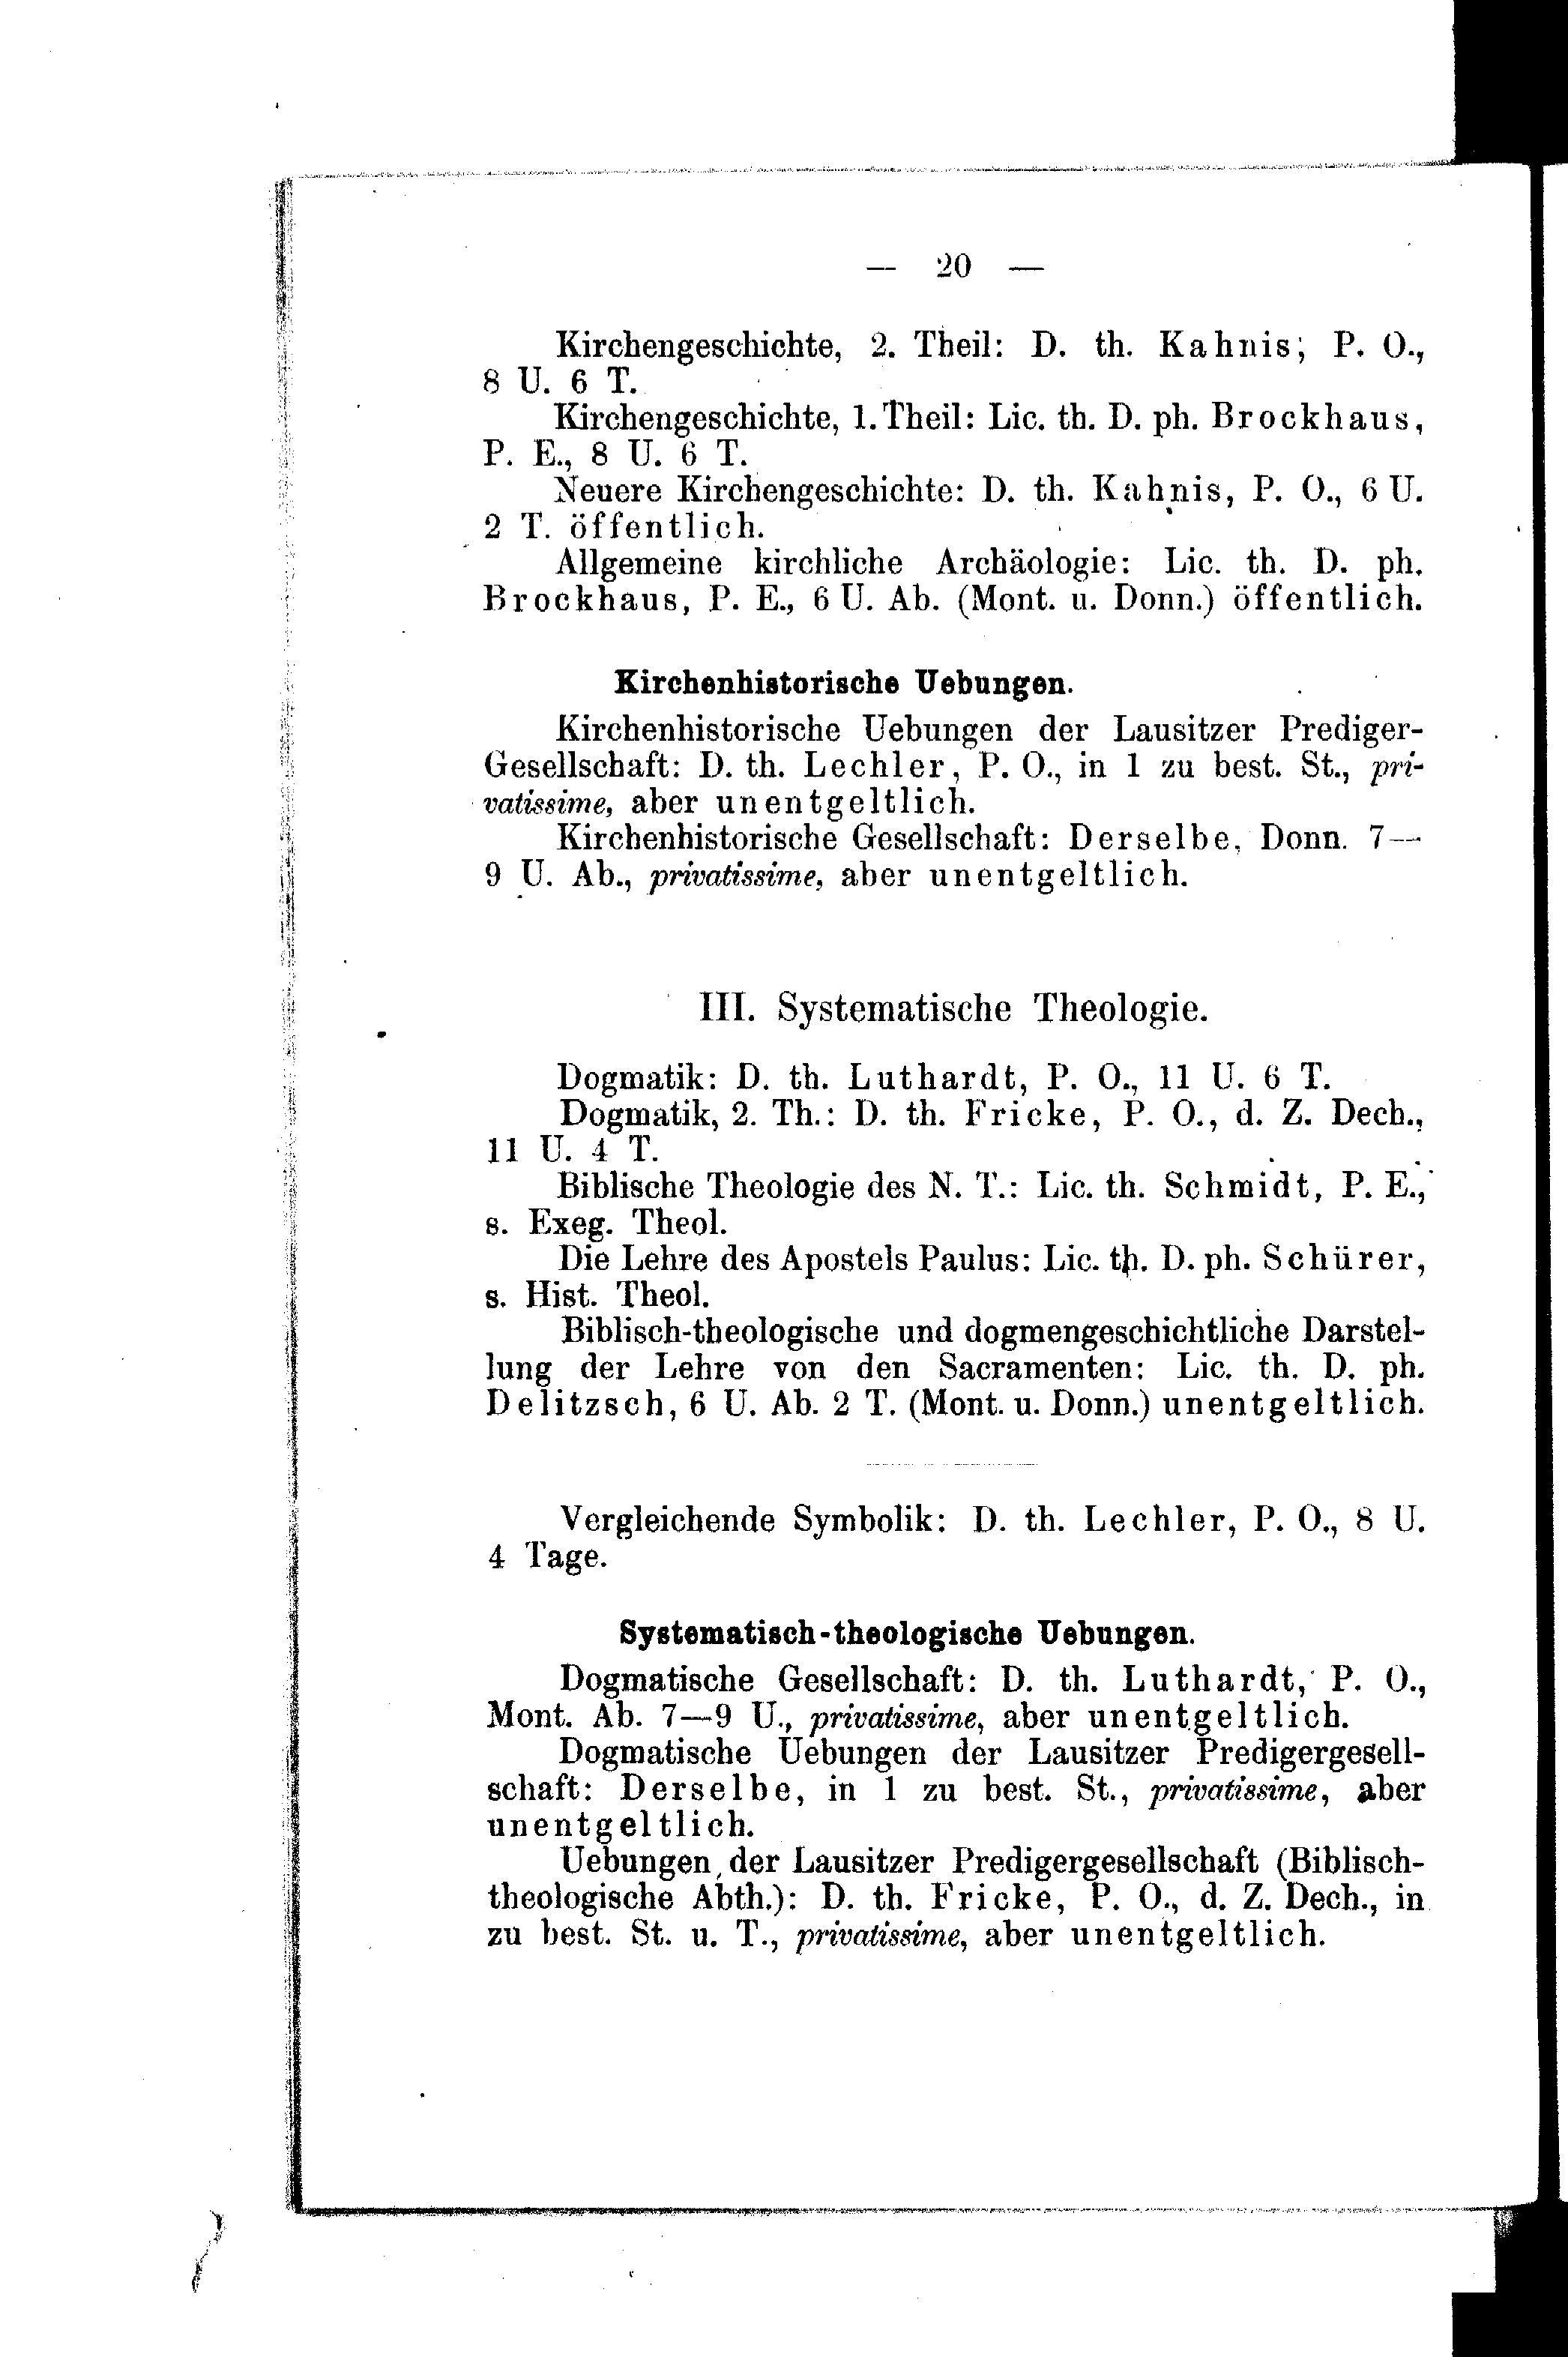 — 20 —
Kirchengeschichte, 2. Theil: D. th. Kahnis, P. O.,
8 U. 6 T.
Kirchengeschichte, 1. Theil: Lic. th. D. ph. Brockhaus,
P. E., 8 U. 6 T.
Neuere Kirchengeschichte: D. th. Kahnis, P. O., 6 U.
2 T. öffentlich.
Allgemeine kirchliche Archäologie: Lic. th. D. ph.
Brockhaus, P. E., 6 U. Ab. (Mont. u. Donn.) öffentlich.
Kirchenhistorische Uebungen.
Kirchenhistorische Uebungen der Lausitzer Prediger-
Gesellschaft: D. th. Lechler, P. O., in 1 zu best. St., pri-
vatissime, aber unentgeltlich.
Kirchenhistorische Gesellschaft: Derselbe, Donn. 7—
9 U. Ab., privatissime, aber unentgeltlich.
III. Systematische Theologie.
Dogmatik: D. th. Luthardt, P. O., 11 U. 6 T.
Dogmatik, 2. Th.: D. th. Fricke, P. O., d. Z. Dech.,
11 U. 4 T.
Biblische Theologie des N. T.: Lic. th. Schmidt, P. E.,
s. Exeg. Theol.
Die Lehre des Apostels Paulus: Lic. th. D. ph. Schürer,
s. Hist. Theol.
Biblisch-theologische und dogmengeschichtliche Darstel-
lung der Lehre von den Sacramenten: Lic. th. D. ph.
Delitzsch, 6 U. Ab. 2 T. (Mont. u. Donn.) unentgeltlich.
Vergleichende Symbolik: D. th. Lechler, P. O., 8 U.
4 Tage.
Systematisch-theologische Uebungen.
Dogmatische Gesellschaft: D. th. Luthardt, P. O.,
Mont. Ab. 7—9 U., privatissime, aber unentgeltlich.
Dogmatische Uebungen der Lausitzer Predigergesell-
schaft: Derselbe, in 1 zu best. St., privatissime, aber
unentgeltlich.
Uebungen der Lausitzer Predigergesellschaft (Biblisch-
theologische Abth.): D. th. Fricke, P. O., d. Z. Dech., in
zu best. St. u. T., privatissime, aber unentgeltlich.